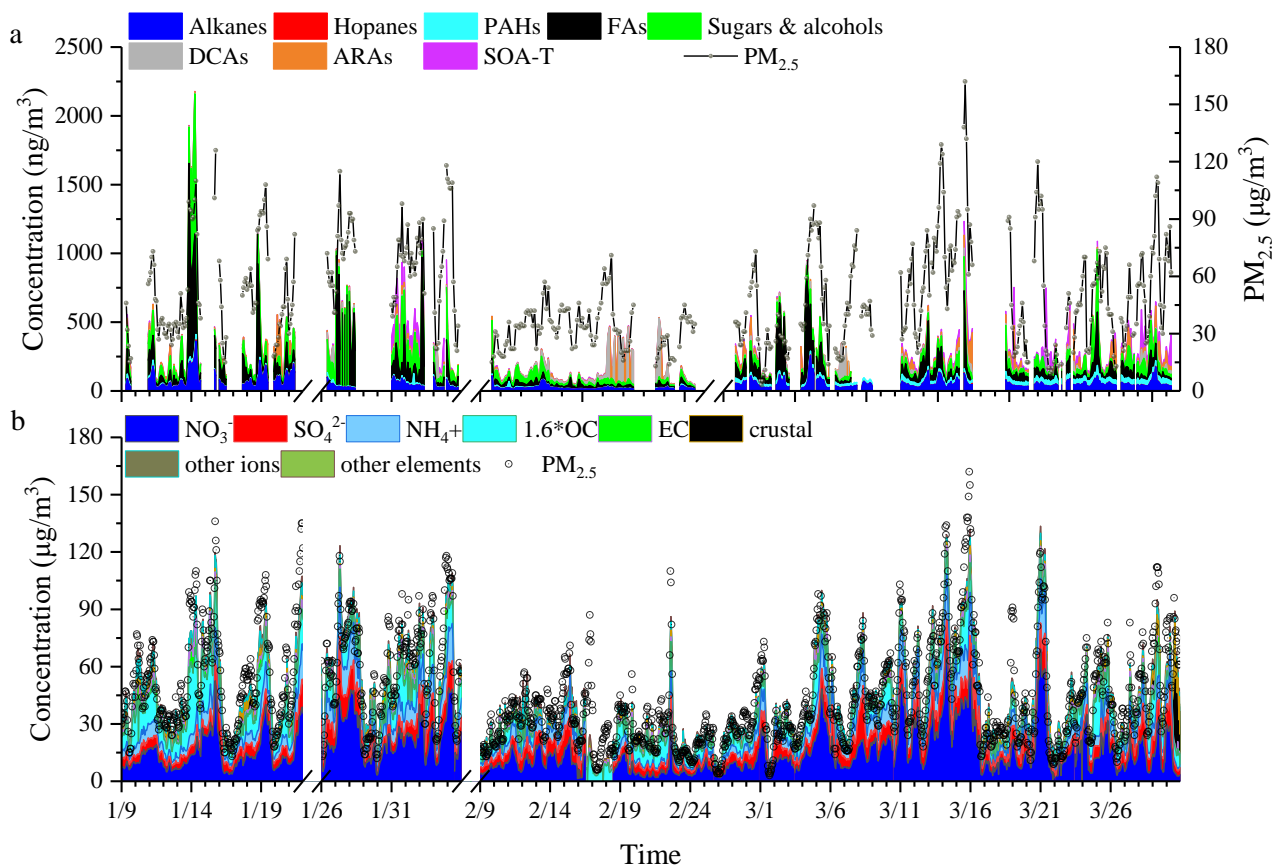 a
Alkanes Hopanes PAHs FAs Sugars & alcohols
DCAs ARAs SOA-T PM2.5
2500
2000
1500
1000
500
0
Concentration (ng/m³)
180
150
120
90
60
30
0
PM2.5 (μg/m³)
b
NO3- SO42- NH4+ 1.6*OC EC crustal
other ions other elements PM2.5
180
150
120
90
60
30
0
Concentration (μg/m³)
1/9 1/14 1/19 1/26 1/31 2/9 2/14 2/19 2/24 3/1 3/6 3/11 3/16 3/21 3/26
Time